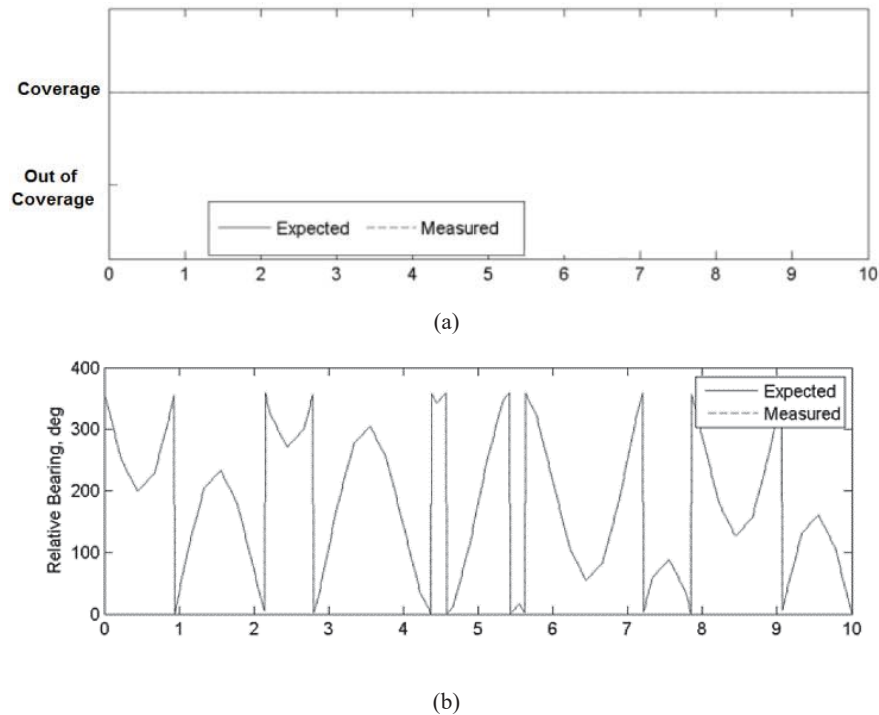 Coverage
Out of
Coverage
Expected Measured
0 1 2 3 4 5 6 7 8 9 10
(a)
400
300
200
100
0
Relative Bearing, deg
Expected
Measured
0 1 2 3 4 5 6 7 8 9 10
(b)